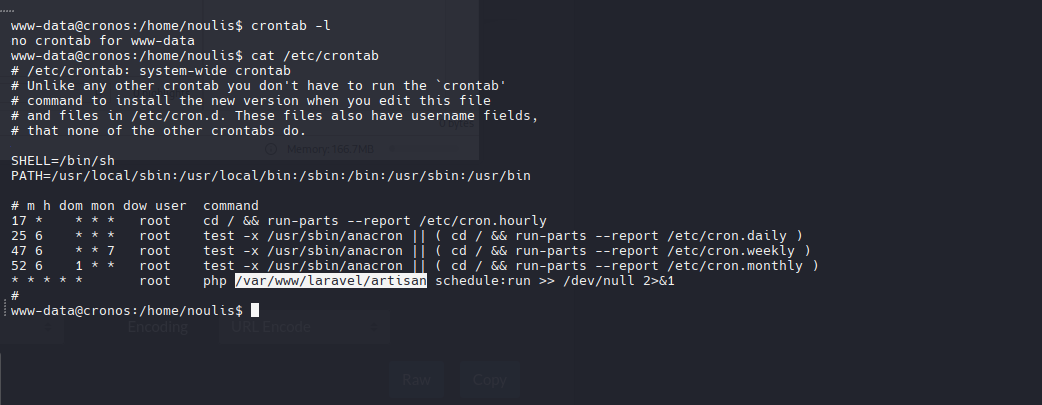 www-data@cronos:/home/noulis$ crontab -l
no crontab for www-data
www-data@cronos:/home/noulis$ cat /etc/crontab
# /etc/crontab: system-wide crontab
# Unlike any other crontab you don't have to run the `crontab'
# command to install the new version when you edit this file
# and files in /etc/cron.d. These files also have username fields,
# that none of the other crontabs do.
Memory: 166.7MB
SHELL=/bin/sh
PATH=/usr/local/sbin:/usr/local/bin:/sbin:/bin:/usr/sbin:/usr/bin
# m h dom mon dow user  command
17 *    * * *   root    cd / && run-parts --report /etc/cron.hourly
25 6    * * *   root    test -x /usr/sbin/anacron || ( cd / && run-parts --report /etc/cron.daily )
47 6    * * 7   root    test -x /usr/sbin/anacron || ( cd / && run-parts --report /etc/cron.weekly )
52 6    1 * *   root    test -x /usr/sbin/anacron || ( cd / && run-parts --report /etc/cron.monthly )
* * * * *       root    php /var/www/laravel/artisan schedule:run >> /dev/null 2>&1
#
www-data@cronos:/home/noulis$
Encoding URL Encode
Raw Copy